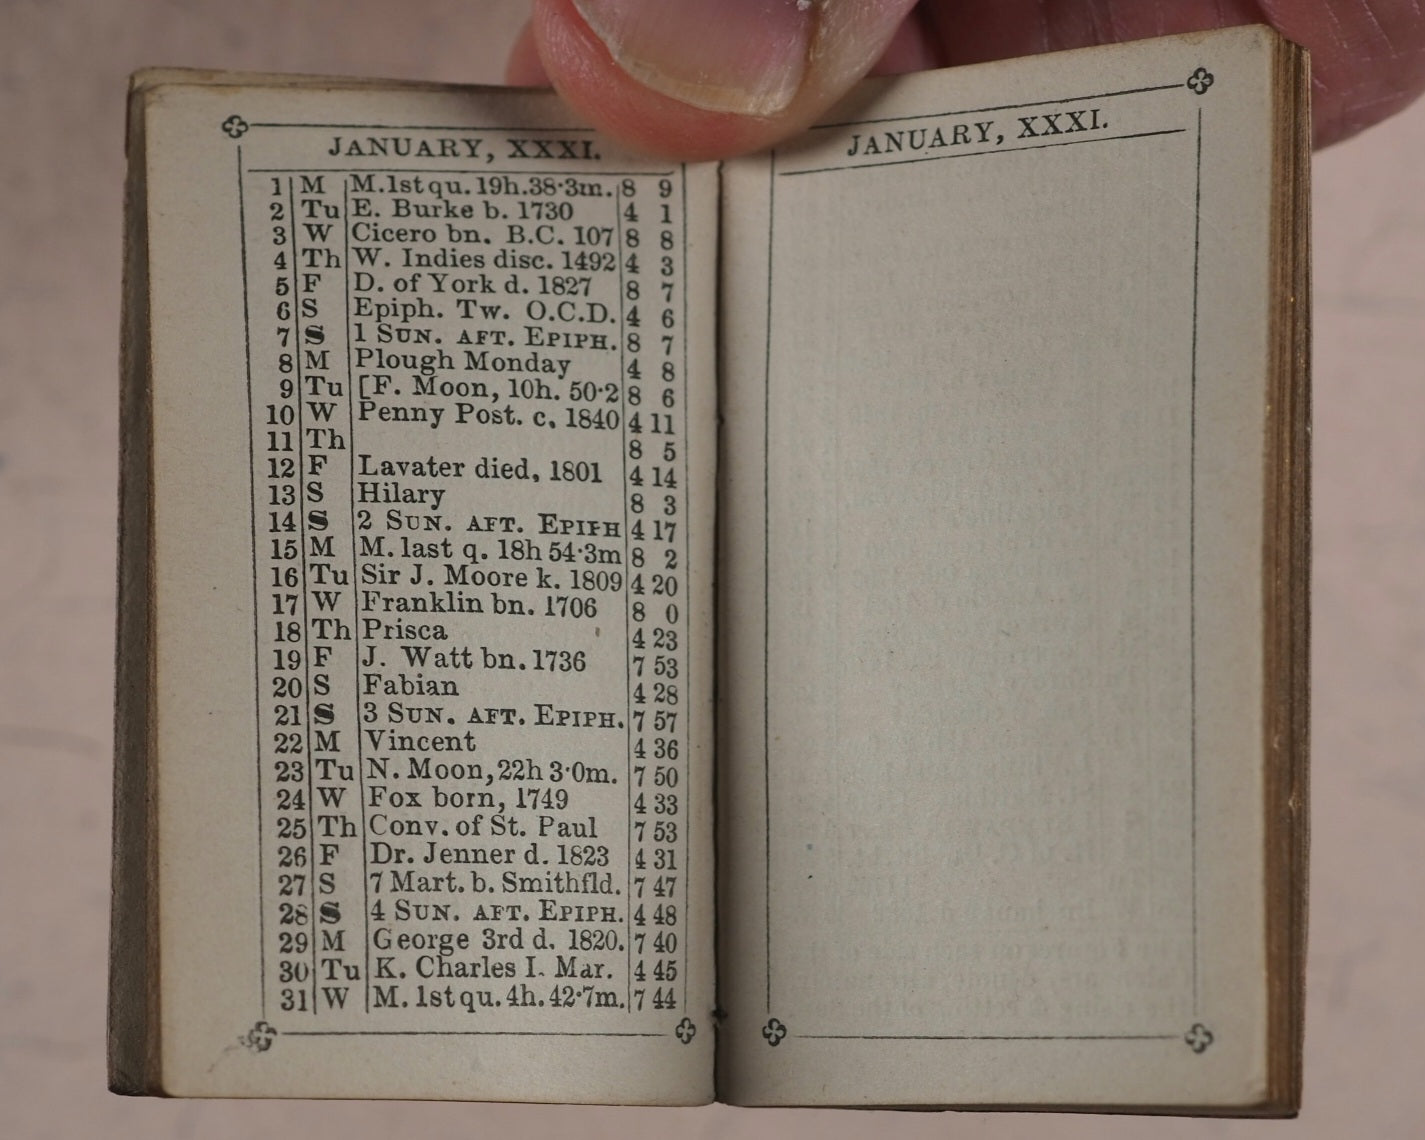 JANUARY, XXXI.
1 M M.1st qu. 19h.38·3m. 8 9
2 Tu E. Burke b. 1730 4 1
3 W Cicero bn. B.C. 107 8 8
4 Th W. Indies disc. 1492 4 3
5 F D. of York d. 1827 8 7
6 S Epiph. Tw. O.C.D. 4 6
7 S 1 SUN. AFT. EPIPH. 8 7
8 M Plough Monday 4 8
9 Tu [F. Moon, 10h. 50·2 8 6
10 W Penny Post. c. 1840 4 11
11 Th 8 5
12 F Lavater died, 1801 4 14
13 S Hilary 8 3
14 S 2 SUN. AFT. EPIPH 4 17
15 M M. last q. 18h 54·3m 8 2
16 Tu Sir J. Moore k. 1809 4 20
17 W Franklin bn. 1706 8 0
18 Th Prisca 4 23
19 F J. Watt bn. 1736 7 53
20 S Fabian 4 28
21 S 3 SUN. AFT. EPIPH. 7 57
22 M Vincent 4 36
23 Tu N. Moon, 22h 3·0m. 7 50
24 W Fox born, 1749 4 33
25 Th Conv. of St. Paul 7 53
26 F Dr. Jenner d. 1823 4 31
27 S 7 Mart. b. Smithfld. 7 47
28 S 4 SUN. AFT. EPIPH. 4 48
29 M George 3rd d. 1820. 7 40
30 Tu K. Charles I. Mar. 4 45
31 W M. 1st qu. 4h. 42·7m. 7 44
JANUARY, XXXI.